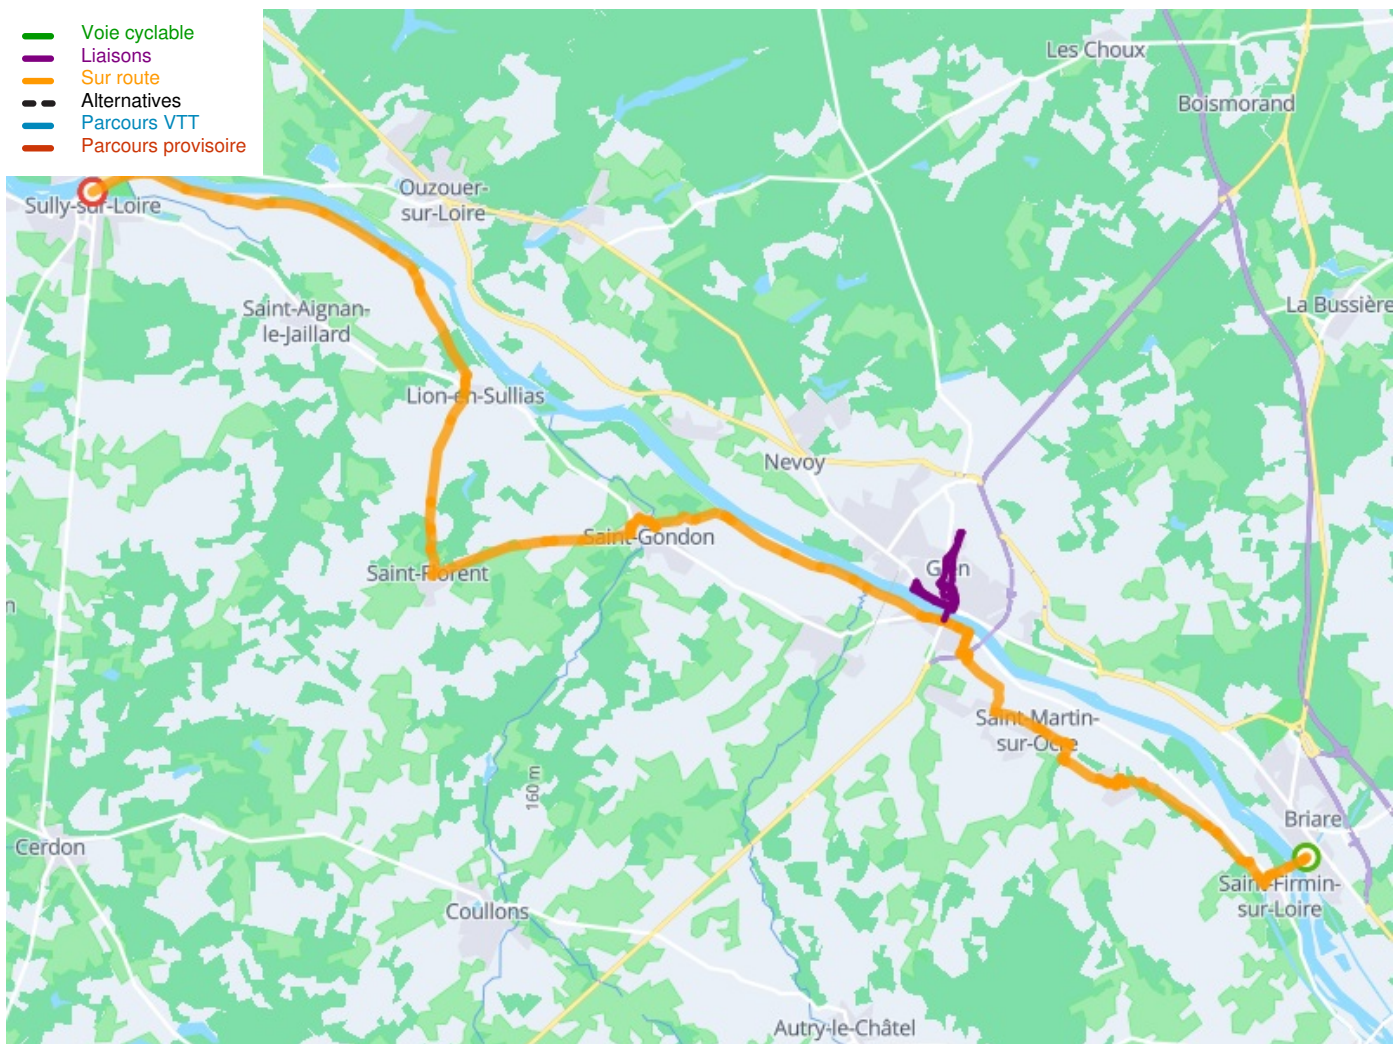 Voie cyclable
Liaisons
Sur route
Alternatives
Parcours VTT
Parcours provisoire
Les Choux
Boismorand
Ouzouer-
sur-Loire
Sully-sur-Loire
Saint-Aignan-
le-Jaillard
La Bussière
Lion-en-Sullias
Nevoy
Saint-Gondon
Saint-Florent
Gien
n
Saint-Martin-
sur-Ocre
160 m
Briare
Cerdon
Saint-Firmin-
sur-Loire
Coullons
Autry-le-Châtel